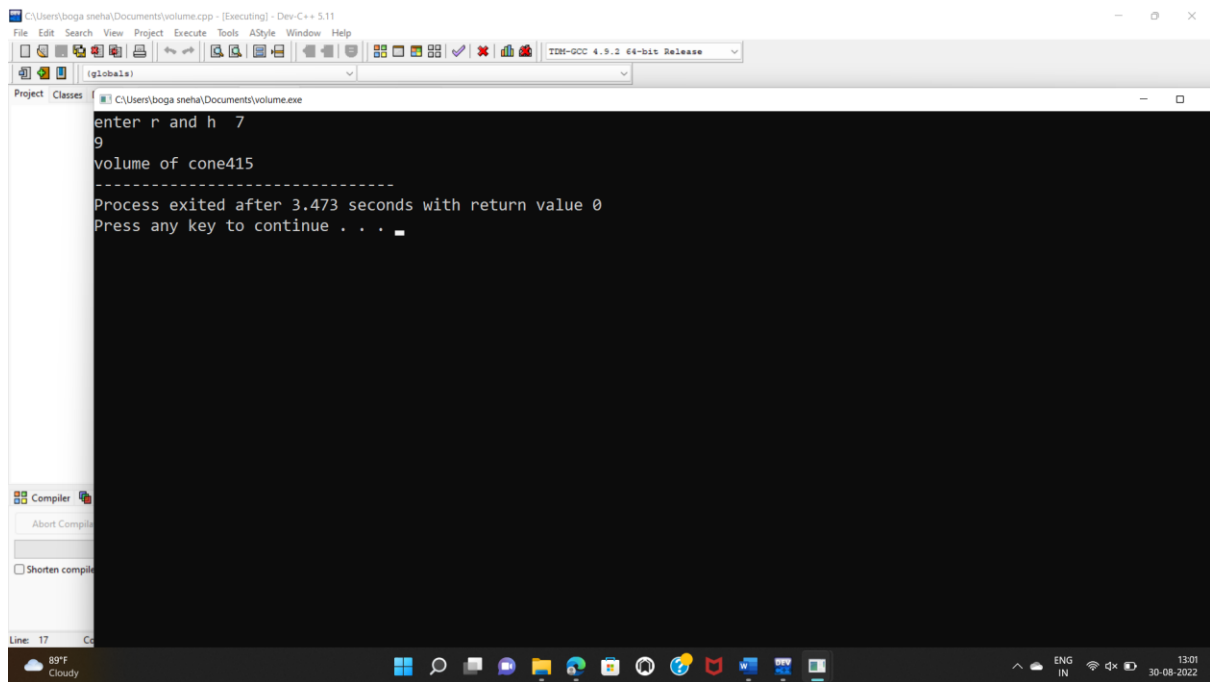 C:\Users\boga sneha\Documents\volume.cpp - [Executing] - Dev-C++ 5.11
File Edit Search View Project Execute Tools AStyle Window Help
TDM-GCC 4.9.2 64-bit Release
(globals)
Project Classes
C:\Users\boga sneha\Documents\volume.exe
enter r and h 7
9
volume of cone415
--------------------------------
Process exited after 3.473 seconds with return value 0
Press any key to continue . . .
Compiler
Abort Compila
Shorten compile
Line: 17
89°F
Cloudy
ENG
IN
13:01
30-08-2022